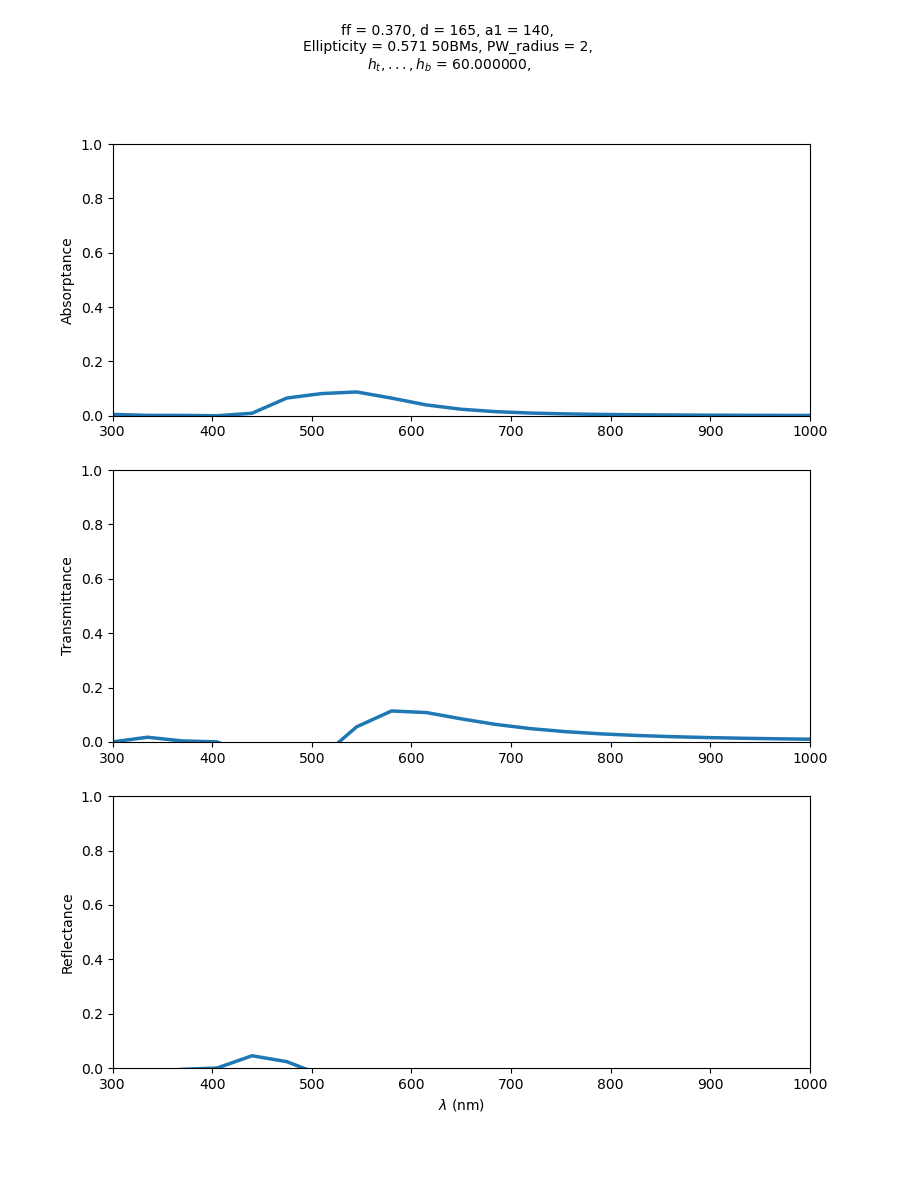 ff = 0.370, d = 165, a1 = 140,
Ellipticity = 0.571 50BMs, PW_radius = 2,
h_t, . . . , h_b = 60.000000,
1.0
0.8
0.6
0.4
0.2
0.0
Absorptance
300 400 500 600 700 800 900 1000
1.0
0.8
0.6
0.4
0.2
0.0
Transmittance
300 400 500 600 700 800 900 1000
1.0
0.8
0.6
0.4
0.2
0.0
Reflectance
300 400 500 600 700 800 900 1000
λ (nm)